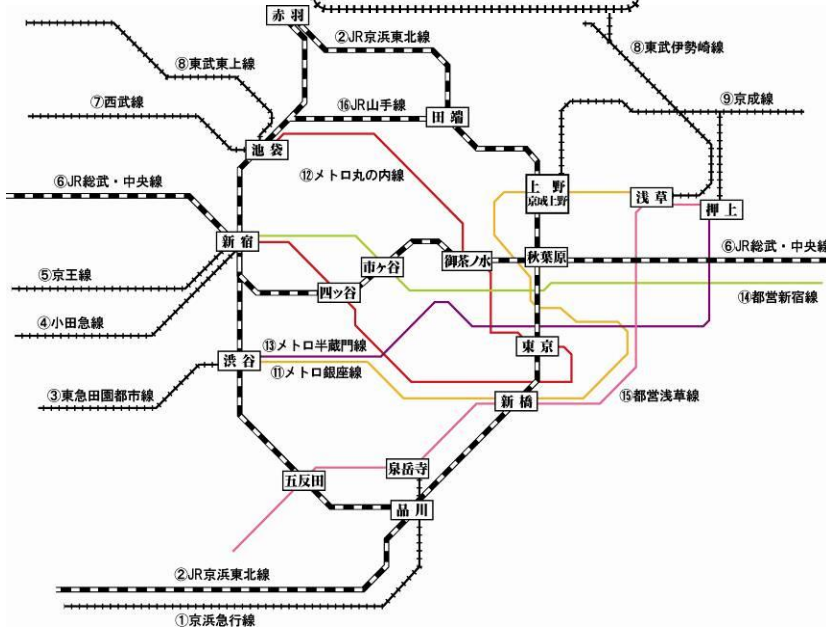 赤羽
②JR京浜東北線
⑧東武伊勢崎線
⑧東武東上線
⑦西武線
⑯JR山手線
⑨京成線
田端
池袋
⑫メトロ丸の内線
上野
京成上野
浅草
押上
⑥JR総武・中央線
新宿
市ヶ谷
御茶ノ水
秋葉原
⑥JR総武・中央線
⑤京王線
四ッ谷
⑭都営新宿線
④小田急線
⑬メトロ半蔵門線
東京
渋谷
⑪メトロ銀座線
③東急田園都市線
新橋
⑮都営浅草線
泉岳寺
五反田
品川
②JR京浜東北線
①京浜急行線